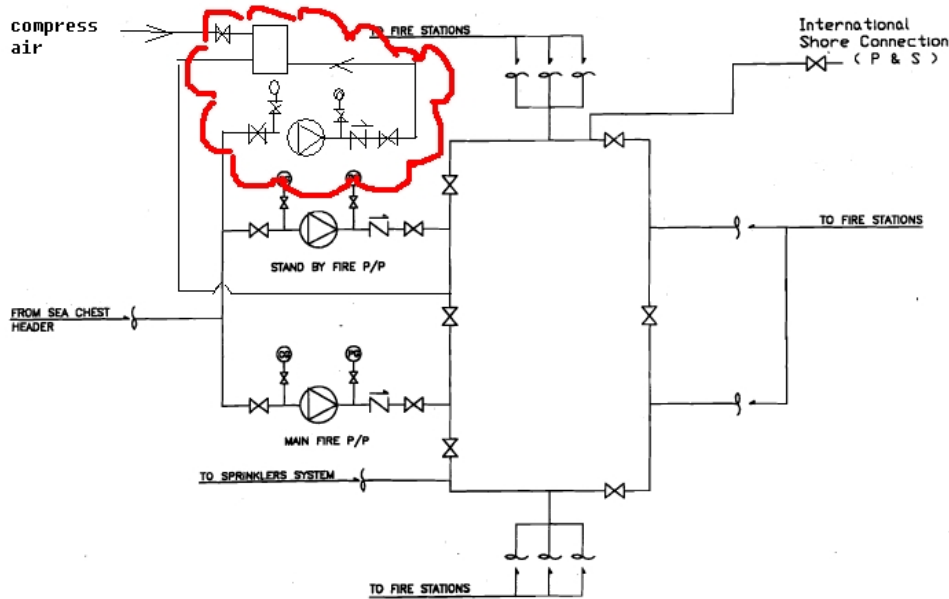 compress
air
TO FIRE STATIONS
International
Shore Connection
( P & S )
TO FIRE STATIONS
STAND BY FIRE P/P
FROM SEA CHEST
HEADER
MAIN FIRE P/P
TO SPRINKLERS SYSTEM
TO FIRE STATIONS